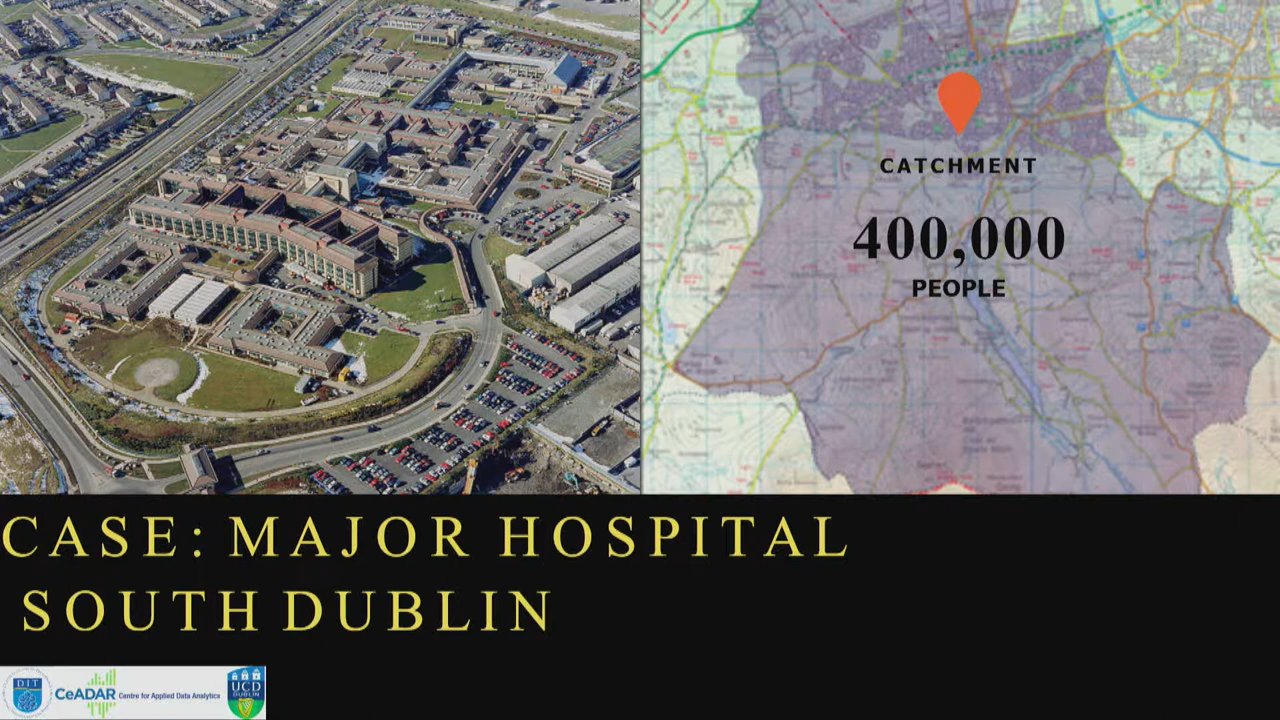 CATCHMENT
400,000
PEOPLE
CASE: MAJOR HOSPITAL
SOUTH DUBLIN
DIT
CeADAR Centre for Applied Data Analytics
UCD
DUBLIN